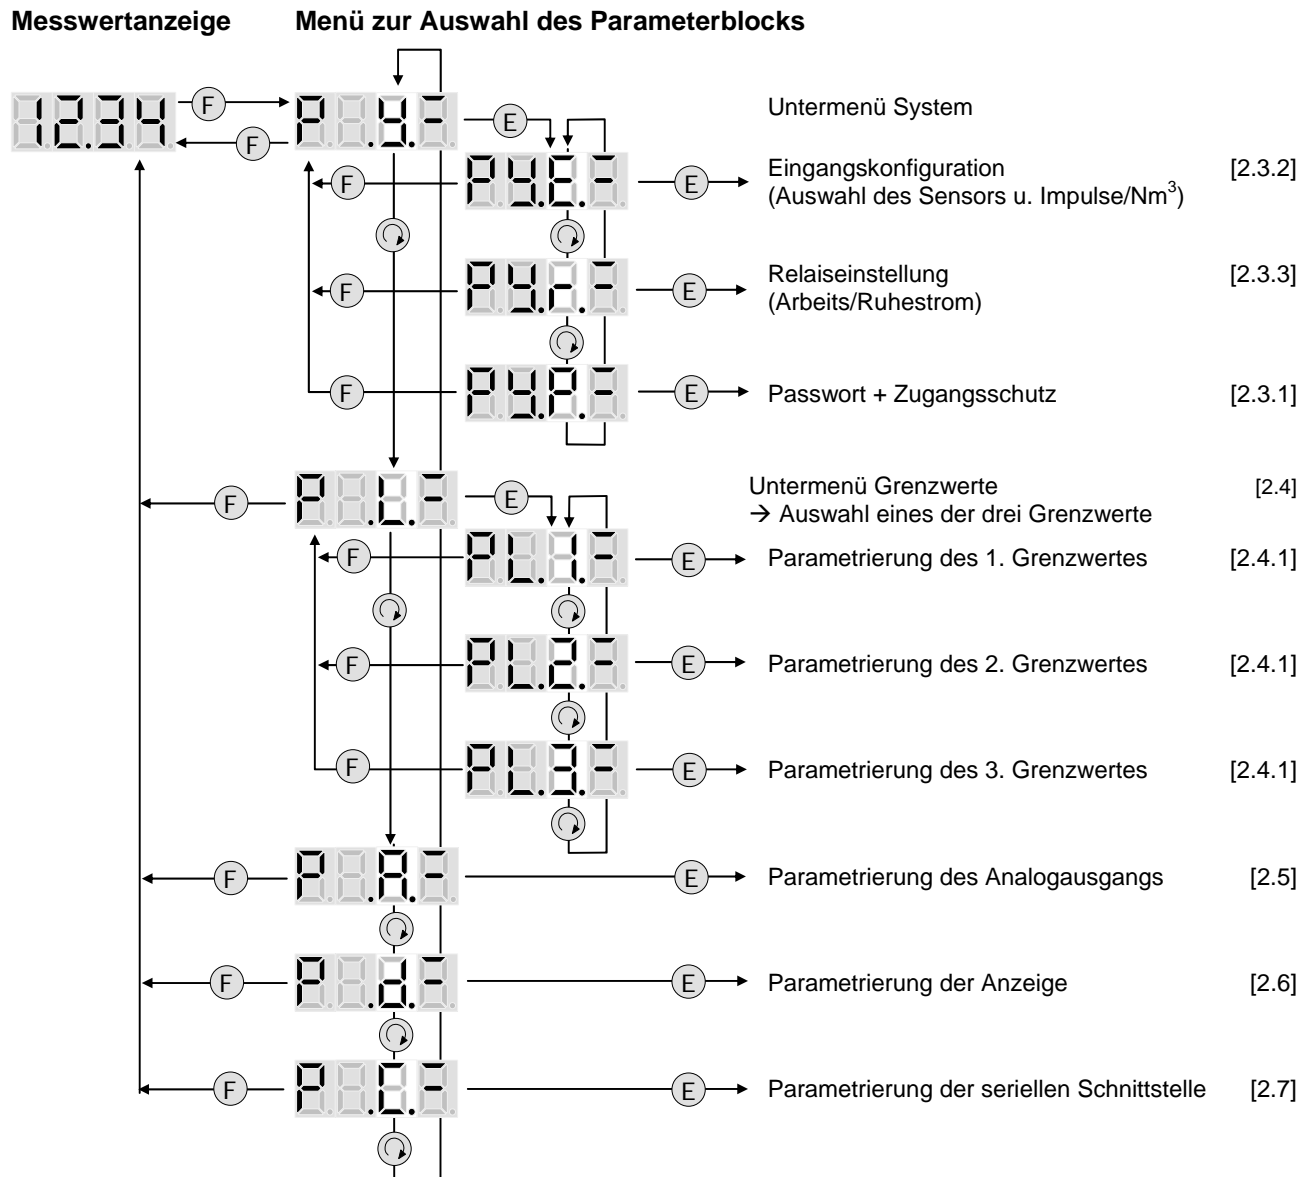 Messwertanzeige Menü zur Auswahl des Parameterblocks
1234 F P .y.= E Untermenü System
F
F PYE.= E Eingangskonfiguration [2.3.2]
(Auswahl des Sensors u. Impulse/Nm³)
F PY.r.= E Relaiseinstellung [2.3.3]
(Arbeits/Ruhestrom)
F PY.P.= E Passwort + Zugangsschutz [2.3.1]
F P .L.= E Untermenü Grenzwerte [2.4]
→ Auswahl eines der drei Grenzwerte
F PL.1.= E Parametrierung des 1. Grenzwertes [2.4.1]
F PL.2.= E Parametrierung des 2. Grenzwertes [2.4.1]
F PL.3.= E Parametrierung des 3. Grenzwertes [2.4.1]
F P .A.= E Parametrierung des Analogausgangs [2.5]
F P .d.= E Parametrierung der Anzeige [2.6]
F P .C.= E Parametrierung der seriellen Schnittstelle [2.7]